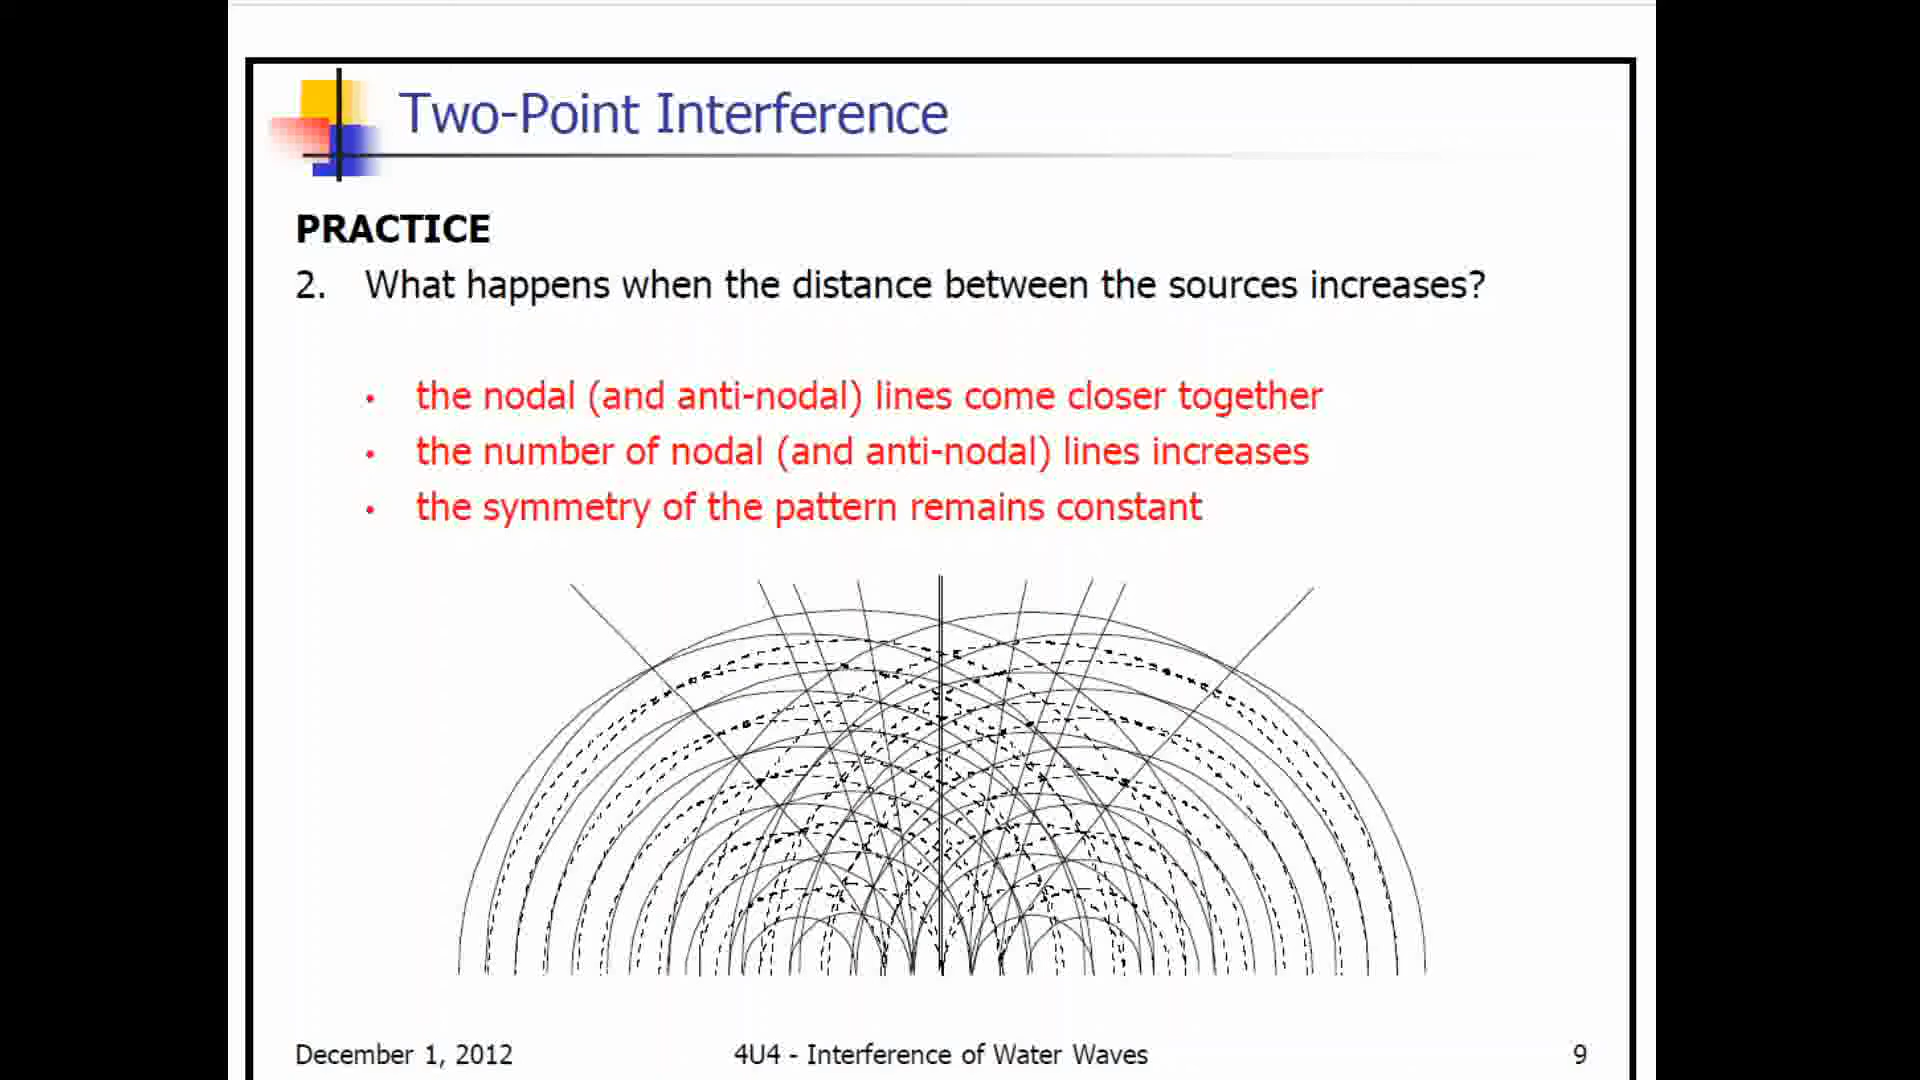 Two-Point Interference
PRACTICE
2. What happens when the distance between the sources increases?
• the nodal (and anti-nodal) lines come closer together
• the number of nodal (and anti-nodal) lines increases
• the symmetry of the pattern remains constant
December 1, 2012 4U4 - Interference of Water Waves 9